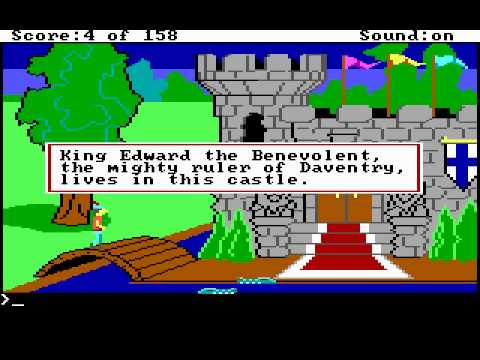 Score:4 of 158 Sound:on
King Edward the Benevolent,
the mighty ruler of Daventry,
lives in this castle.
>_